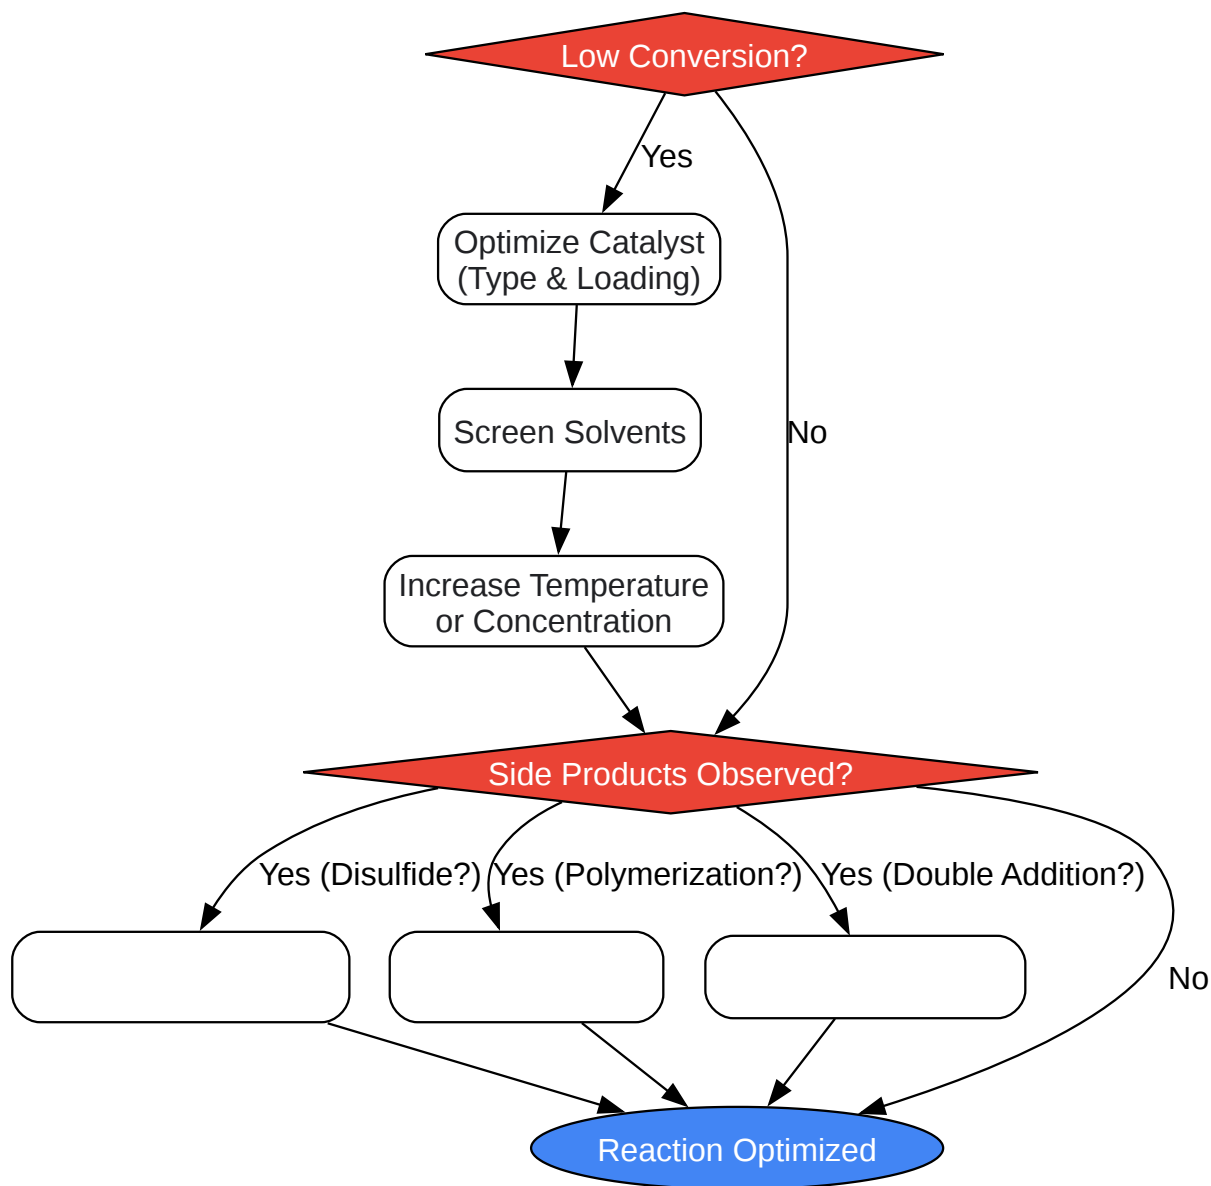 Low Conversion?
Yes
Optimize Catalyst
(Type & Loading)
Screen Solvents
No
Increase Temperature
or Concentration
Side Products Observed?
Yes (Disulfide?)
Yes (Polymerization?)
Yes (Double Addition?)
No
Reaction Optimized